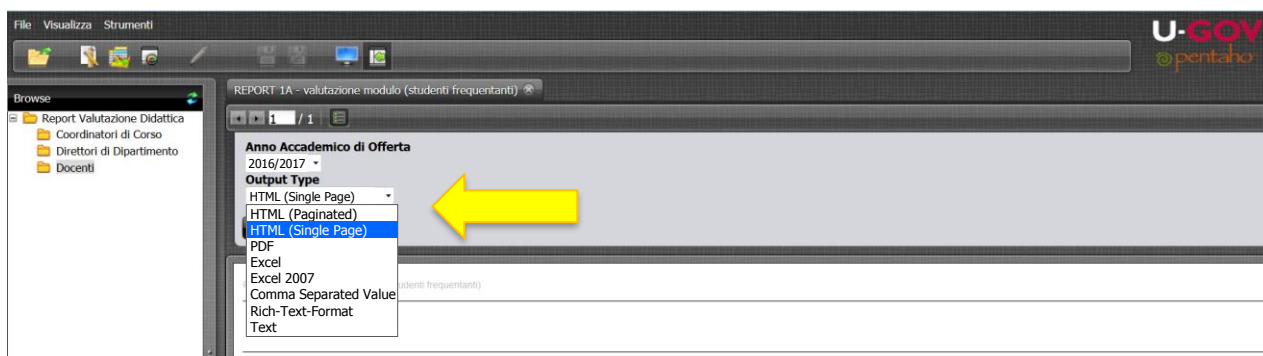 File Visualizza Strumenti
U-GOV
pentaho
Browse
Report Valutazione Didattica
Coordinatori di Corso
Direttori di Dipartimento
Docenti
REPORT 1A - valutazione modulo (studenti frequentanti)
1 / 1
Anno Accademico di Offerta
2016/2017
Output Type
HTML (Single Page)
HTML (Paginated)
HTML (Single Page)
PDF
Excel
Excel 2007
Comma Separated Value
Rich-Text-Format
Text
frequentanti)